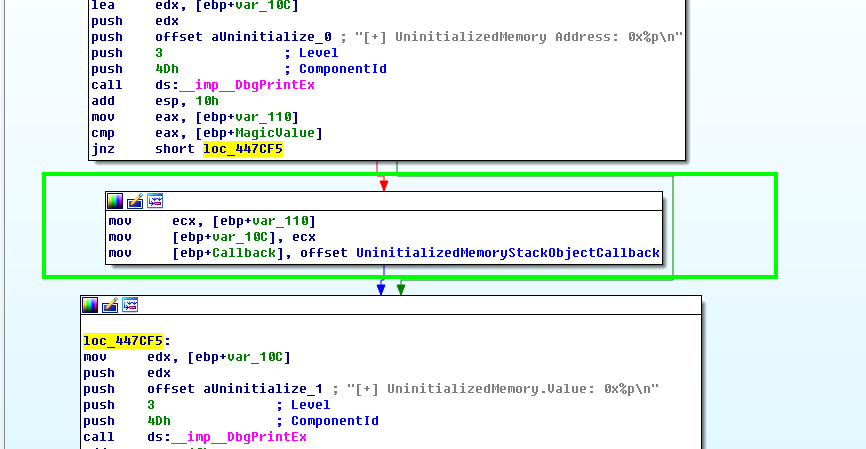 lea edx, [ebp+var_10C]
push edx
push offset aUninitialize_0 ; "[+] UninitializedMemory Address: 0x%p\n"
push 3 ; Level
push 4Dh ; ComponentId
call ds:__imp__DbgPrintEx
add esp, 10h
mov eax, [ebp+var_110]
cmp eax, [ebp+MagicValue]
jnz short loc_447CF5
mov ecx, [ebp+var_110]
mov [ebp+var_10C], ecx
mov [ebp+Callback], offset UninitializedMemoryStackObjectCallback
loc_447CF5:
mov edx, [ebp+var_10C]
push edx
push offset aUninitialize_1 ; "[+] UninitializedMemory.Value: 0x%p\n"
push 3 ; Level
push 4Dh ; ComponentId
call ds:__imp__DbgPrintEx